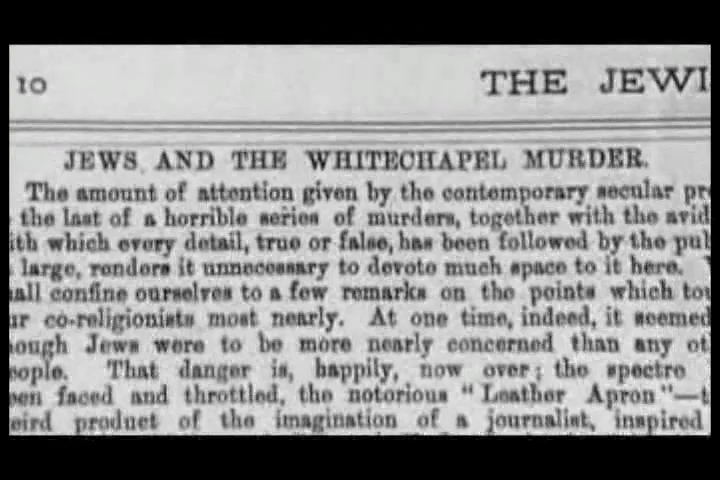 10 THE JEWI
JEWS AND THE WHITECHAPEL MURDER.
The amount of attention given by the contemporary secular pre
the last of a horrible series of murders, together with the avid
ith which every detail, true or false, has been followed by the pub
large, renders it unnecessary to devote much space to it here.
all confine ourselves to a few remarks on the points which tou
ur co-religionists most nearly. At one time, indeed, it seemed
ough Jews were to be more nearly concerned than any ot
eople. That danger is, happily, now over; the spectre
een faced and throttled, the notorious "Leather Apron"—t
eird product of the imagination of a journalist, inspired